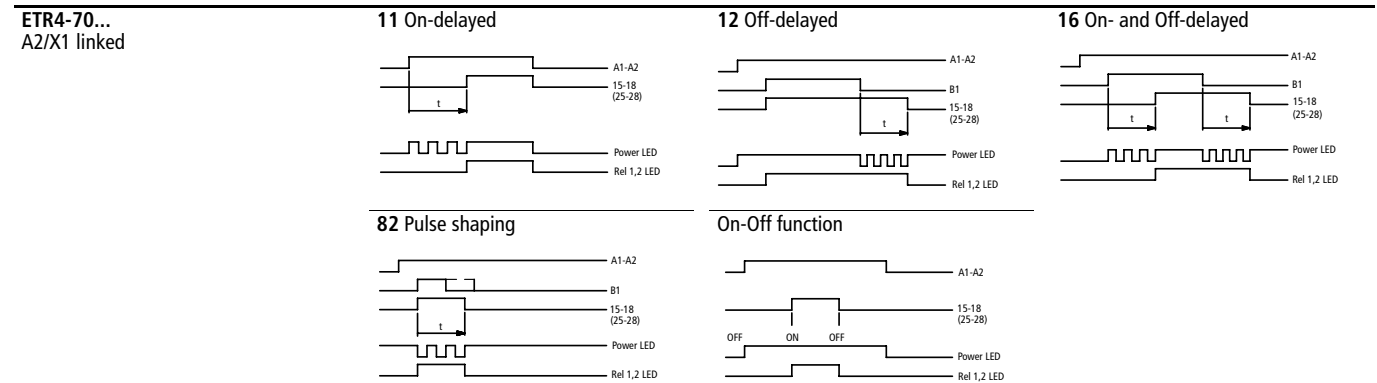 ETR4-70...
A2/X1 linked
11 On-delayed
A1-A2
15-18
(25-28)
t
Power LED
Rel 1,2 LED
12 Off-delayed
A1-A2
B1
15-18
(25-28)
t
Power LED
Rel 1,2 LED
16 On- and Off-delayed
A1-A2
B1
15-18
(25-28)
t t
Power LED
Rel 1,2 LED
82 Pulse shaping
A1-A2
B1
15-18
(25-28)
t
Power LED
Rel 1,2 LED
On-Off function
A1-A2
15-18
(25-28)
OFF ON OFF
Power LED
Rel 1,2 LED